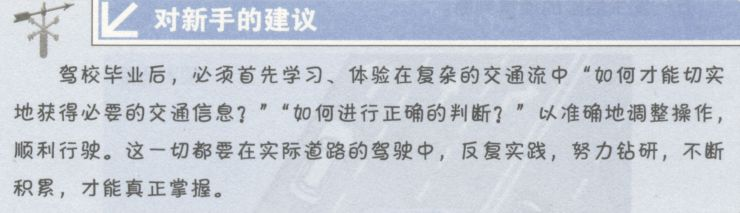 对新手的建议
驾校毕业后，必须首先学习、体验在复杂的交通流中“如何才能切实
地获得必要的交通信息？”“如何进行正确的判断？”以准确地调整操作，
顺利行驶。这一切都要在实际道路的驾驶中，反复实践，努力钻研，不断
积累，才能真正掌握。